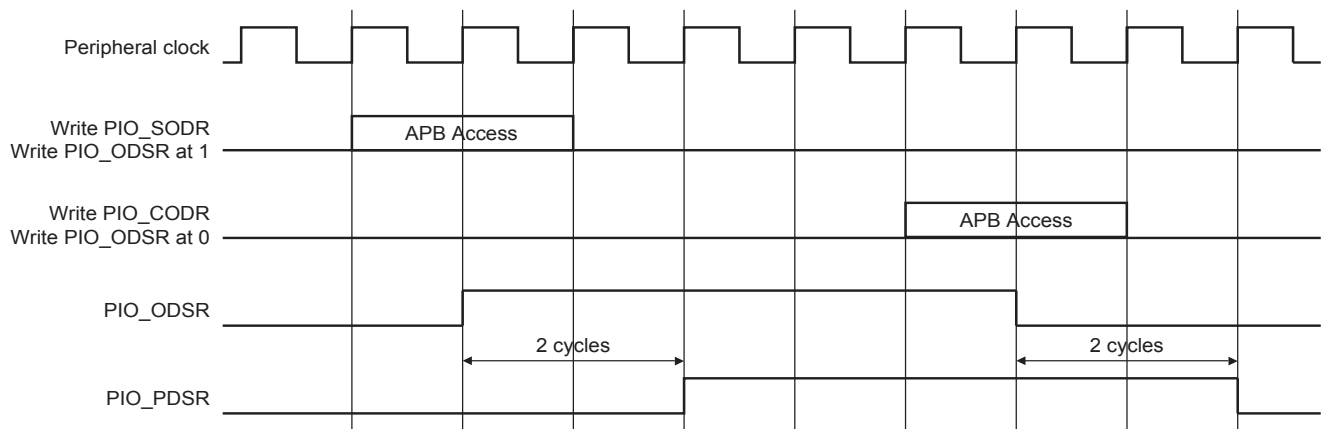 Peripheral clock
Write PIO_SODR
Write PIO_ODSR at 1
APB Access
Write PIO_CODR
Write PIO_ODSR at 0
APB Access
PIO_ODSR
2 cycles
2 cycles
PIO_PDSR